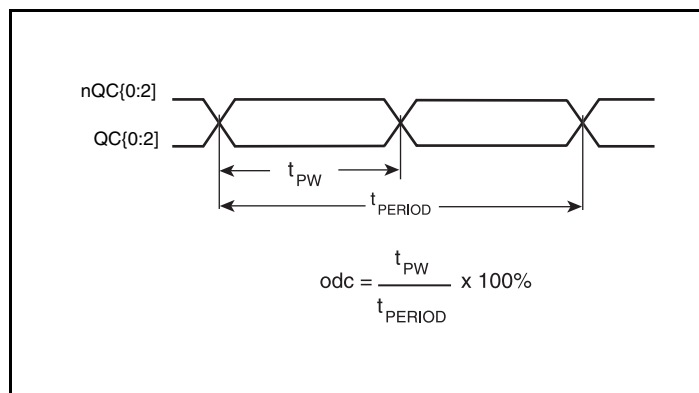 nQC{0:2]
QC{0:2]
tPW
tPERIOD
odc = tPW / tPERIOD x 100%